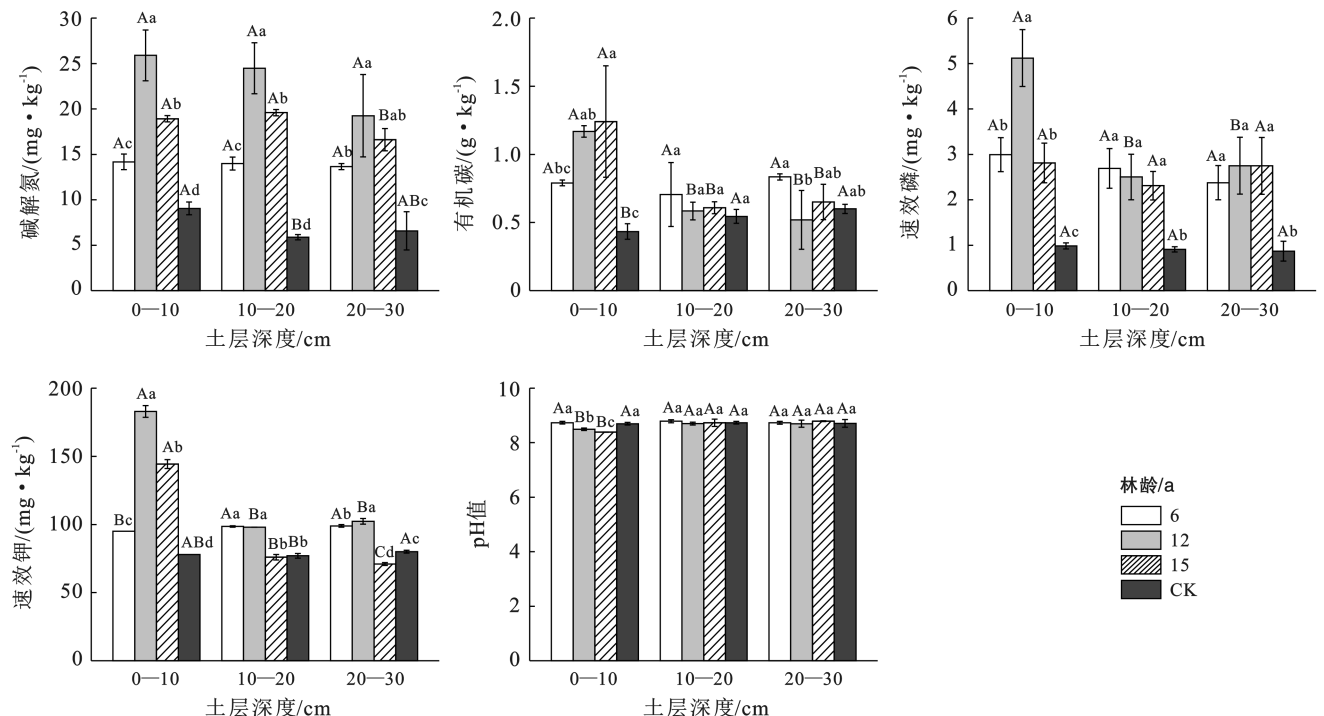 碱解氮/(mg·kg⁻¹)
30
25
20
15
10
5
0
Ac Aa Ab Ad
Ac Aa Ab Bd
Ab Aa Bab ABc
0—10 10—20 20—30
土层深度/cm
有机碳/(g·kg⁻¹)
2.0
1.5
1.0
0.5
0.0
Abc Aab Aa Bc
Aa Ba Ba Aa
Aa Bb Bab Aab
0—10 10—20 20—30
土层深度/cm
速效磷/(mg·kg⁻¹)
6
5
4
3
2
1
0
Ab Aa Ab Ac
Aa Ba Aa Ab
Aa Ba Aa Ab
0—10 10—20 20—30
土层深度/cm
速效钾/(mg·kg⁻¹)
200
150
100
50
0
Bc Aa Ab ABd
Aa Ba Bb Bb
Ab Ba Cd Ac
0—10 10—20 20—30
土层深度/cm
pH值
10
8
6
4
2
0
Aa Bb Bc Aa
Aa Aa Aa Aa
Aa Aa Aa Aa
0—10 10—20 20—30
土层深度/cm
林龄/a
6
12
15
CK